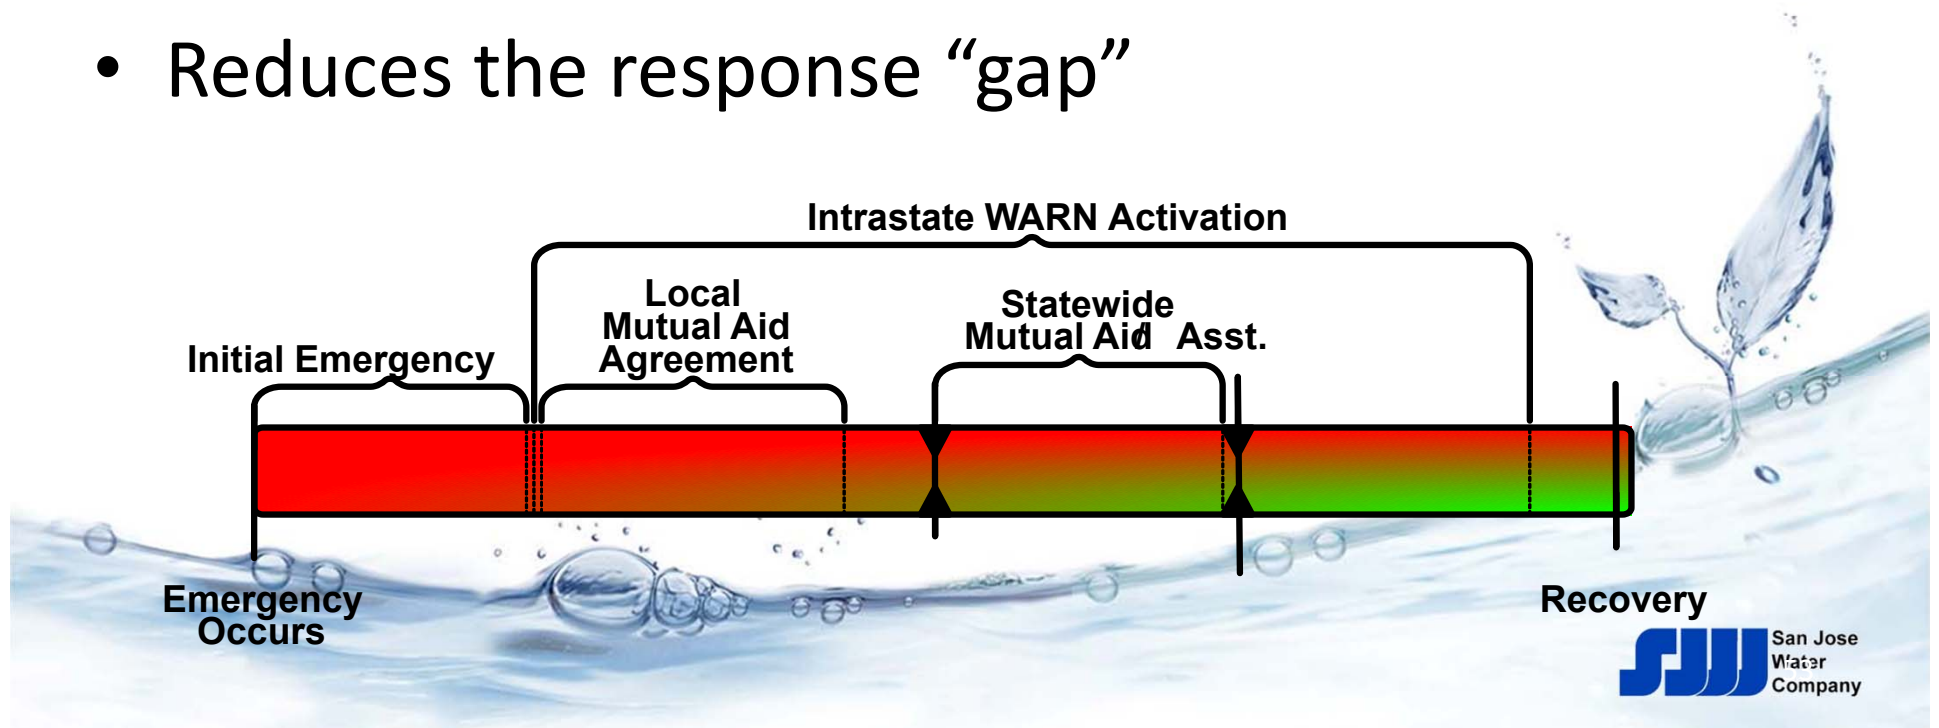 • Reduces the response “gap”
Intrastate WARN Activation
Local
Mutual Aid
Agreement
Statewide
Mutual Aid/ Asst.
Initial Emergency
Emergency
Occurs
Recovery
San Jose
Water
Company